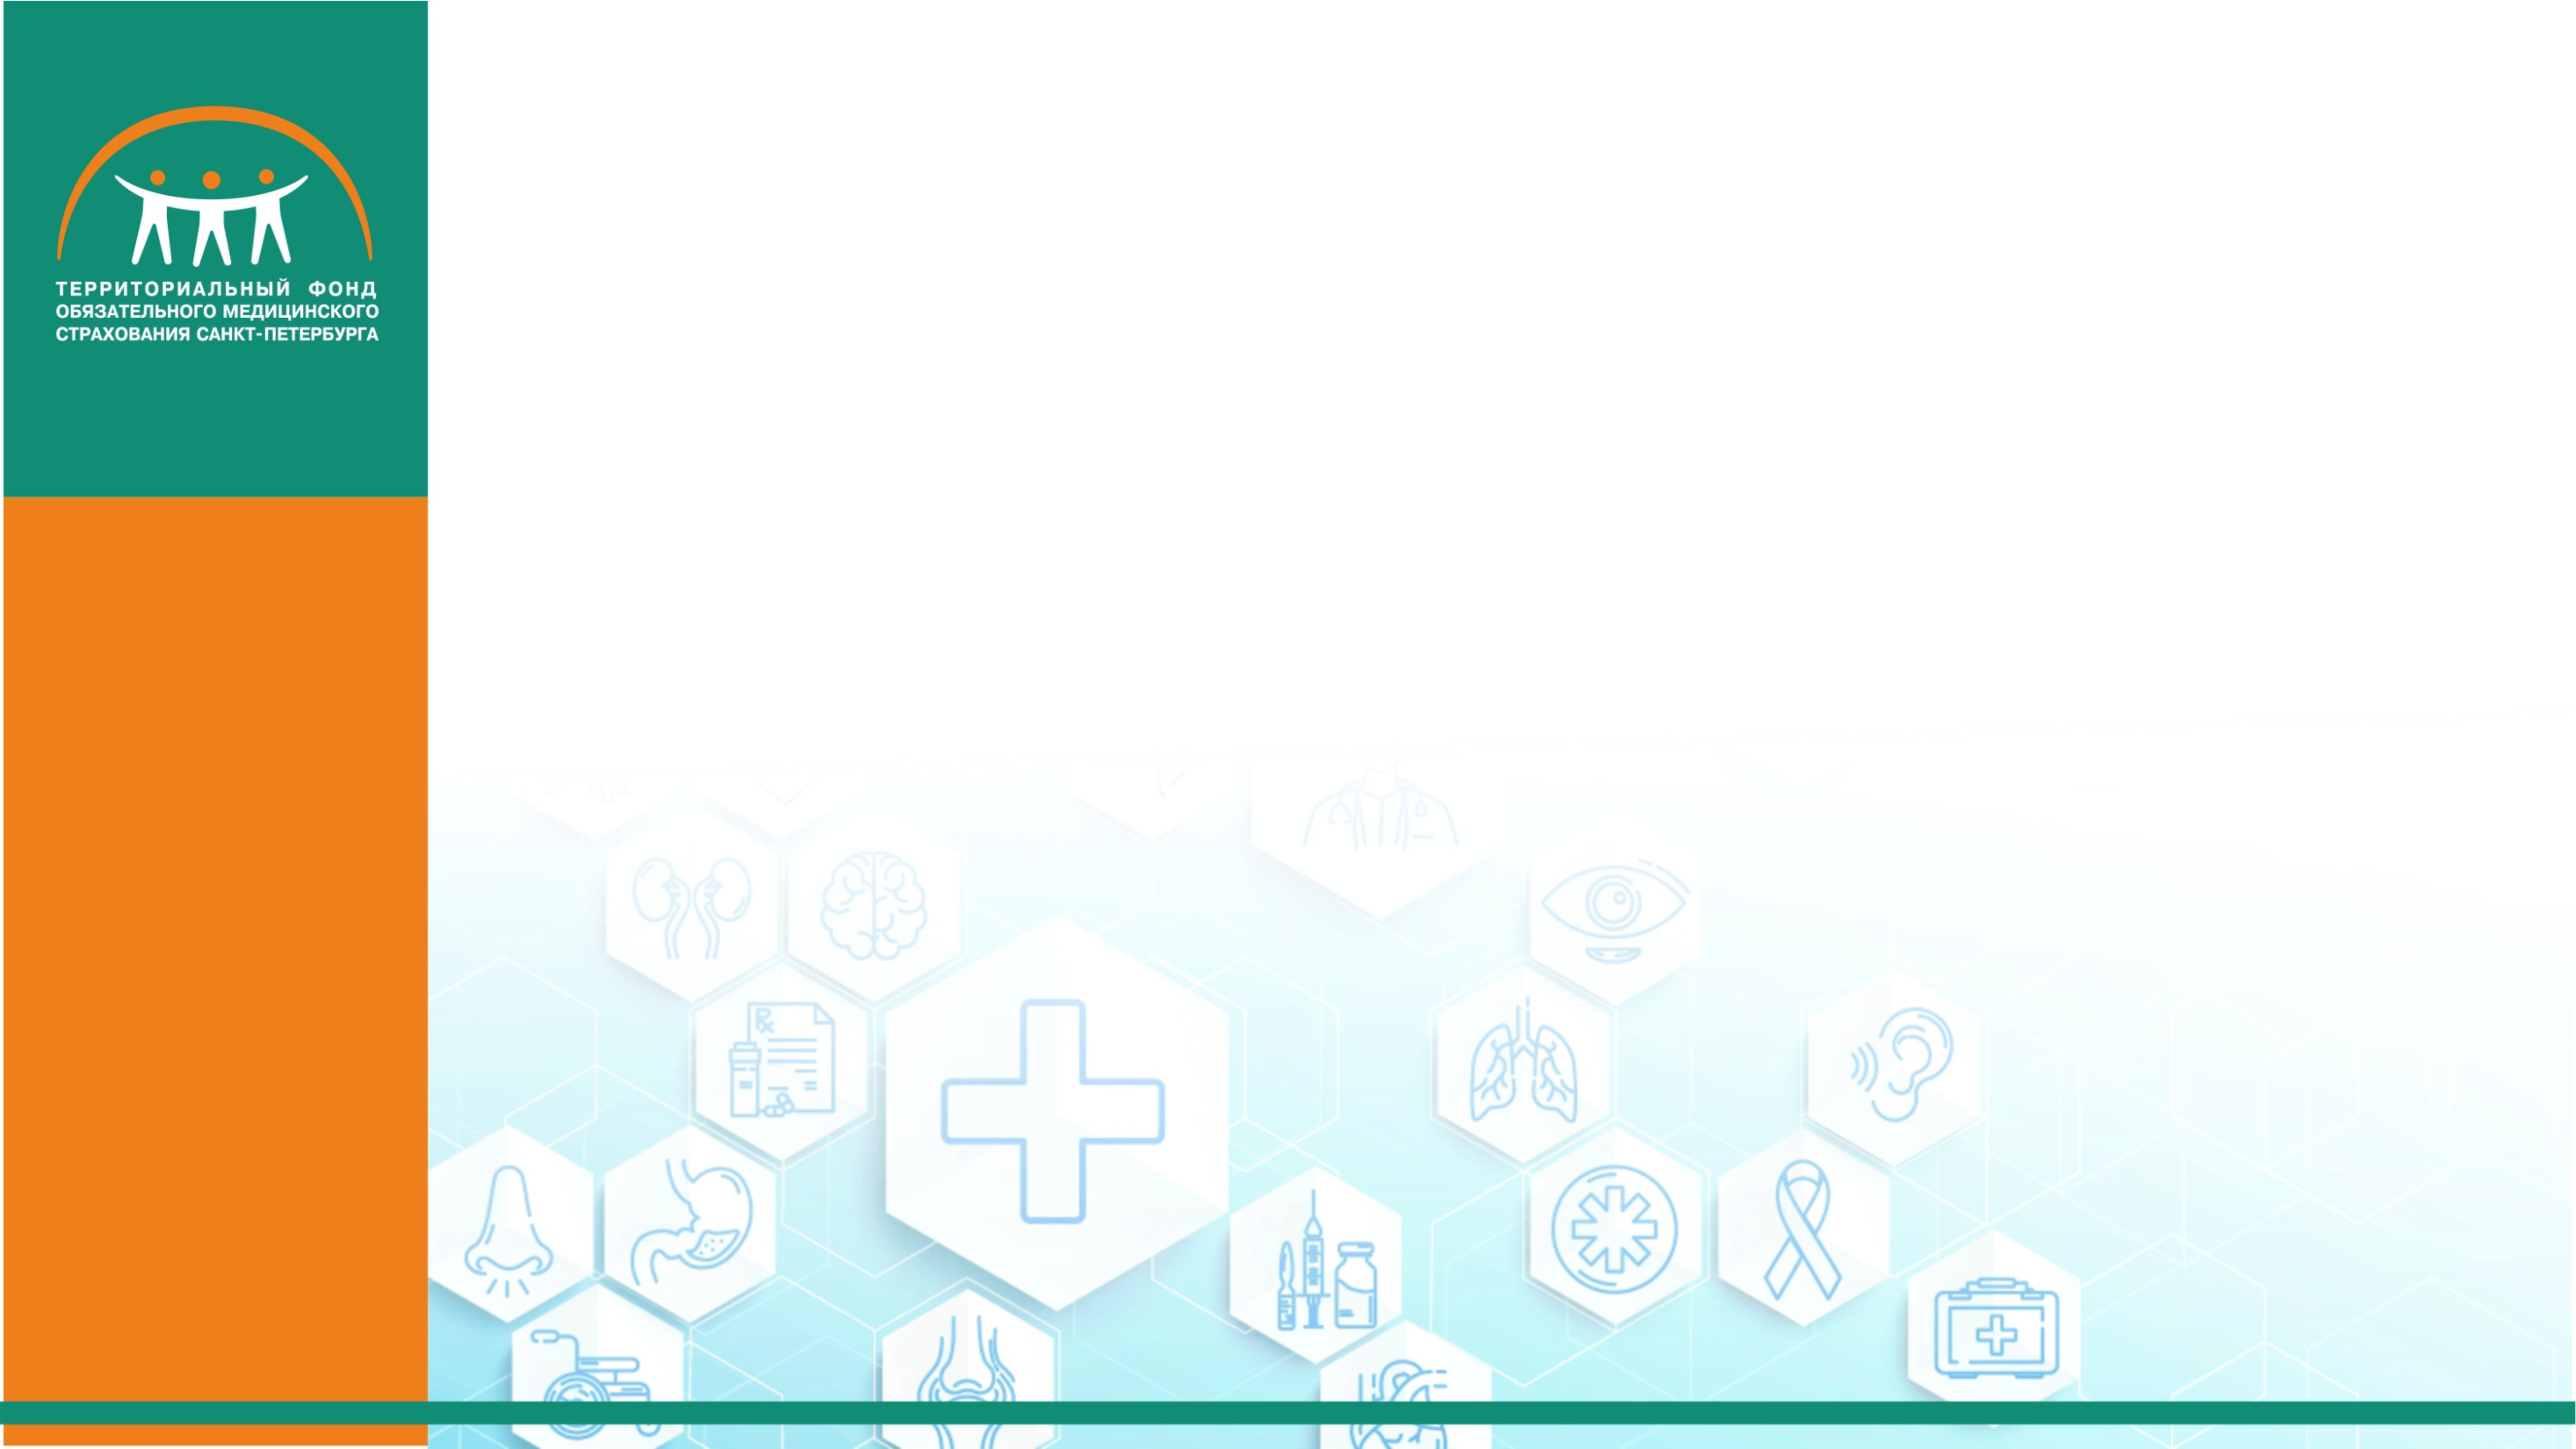 ТЕРРИТОРИАЛЬНЫЙ ФОНД
ОБЯЗАТЕЛЬНОГО МЕДИЦИНСКОГО
СТРАХОВАНИЯ САНКТ-ПЕТЕРБУРГА